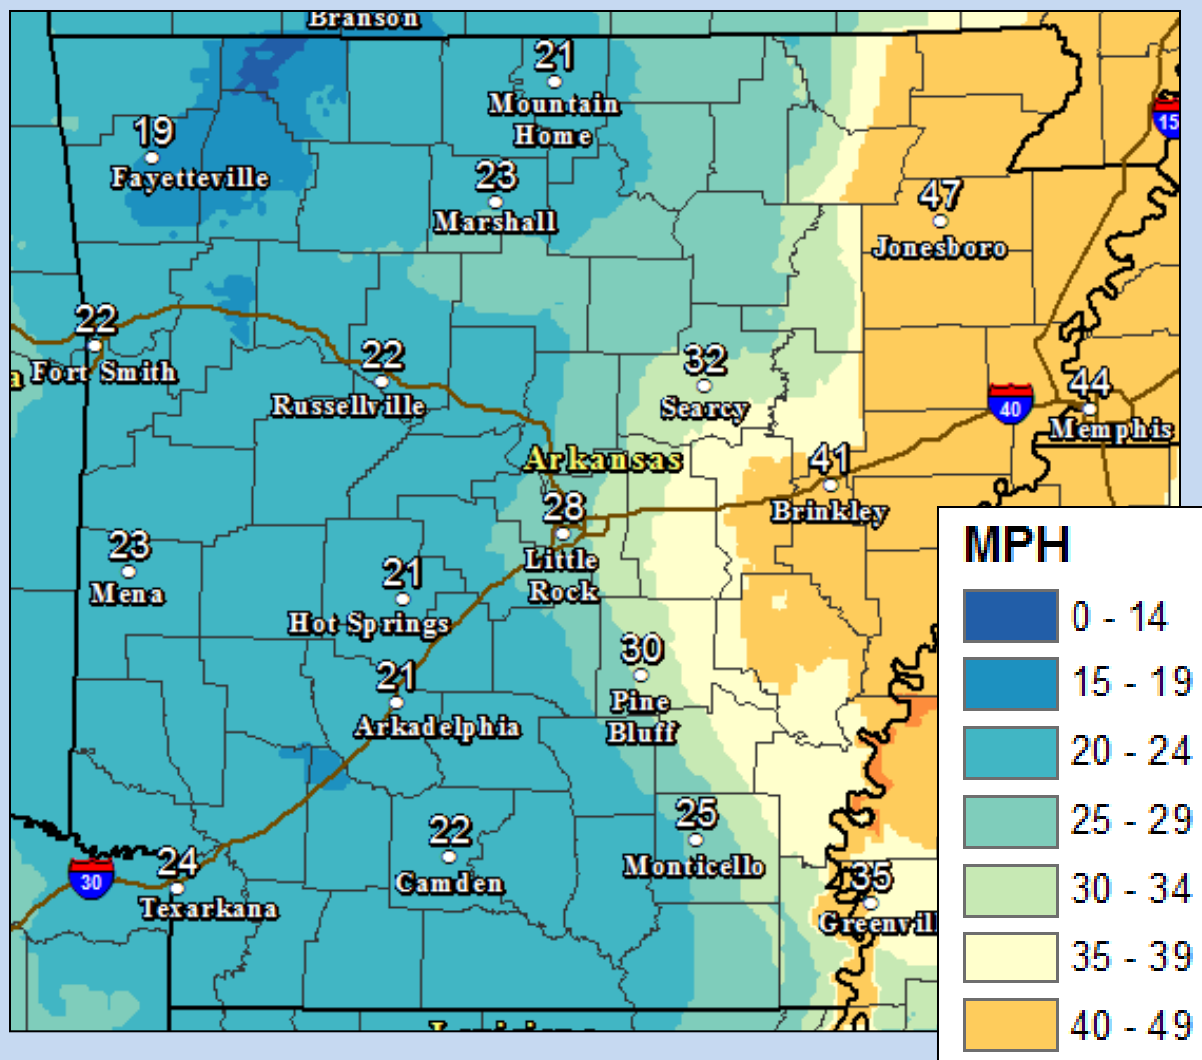 Branson
21
Mountain
Home
19
Fayetteville
15
23
Marshall
47
Jonesboro
22
Fort Smith
a
22
Russellville
32
Searcy
44
Memphis
40
Arkansas
41
Brinkley
28
Little
Rock
23
Mena
21
Hot Springs
30
Pine
Bluff
21
Arkadelphia
25
Monticello
22
Camden
24
Texarkana
30
35
Greenvil
MPH
0 - 14
15 - 19
20 - 24
25 - 29
30 - 34
35 - 39
40 - 49